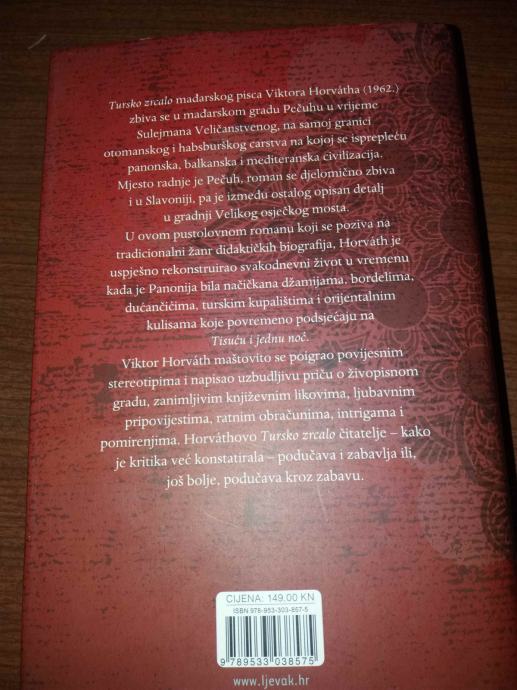 Tursko zrcalo mađarskog pisca Viktora Horvátha (1962.)
zbiva se u mađarskom gradu Pečuhu u vrijeme
Sulejmana Veličanstvenog, na samoj granici
otomanskog i habsburškog carstva na kojoj se isprepleću
panonska, balkanska i mediteranska civilizacija.
Mjesto radnje je Pečuh, roman se djelomično zbiva
i u Slavoniji, pa je između ostalog opisan detalj
u gradnji Velikog osječkog mosta.
U ovom pustolovnom romanu koji se poziva na
tradicionalni žanr didaktičkih biografija, Horváth je
uspješno rekonstruirao svakodnevni život u vremenu
kada je Panonija bila načičkana džamijama, bordelima,
dućančićima, turskim kupalištima i orijentalnim
kulisama koje povremeno podsjećaju na
Tisuću i jednu noć.
Viktor Horváth maštovito se poigrao povijesnim
stereotipima i napisao uzbudljivu priču o živopisnom
gradu, zanimljivim književnim likovima, ljubavnim
pripovijestima, ratnim obračunima, intrigama i
pomirenjima. Horváthovo Tursko zrcalo čitatelje – kako
je kritika već konstatirala – podučava i zabavlja ili,
još bolje, podučava kroz zabavu.
CIJENA: 149.00 KN
ISBN 978-953-303-857-5
9 789533 038575
www.ljevak.hr